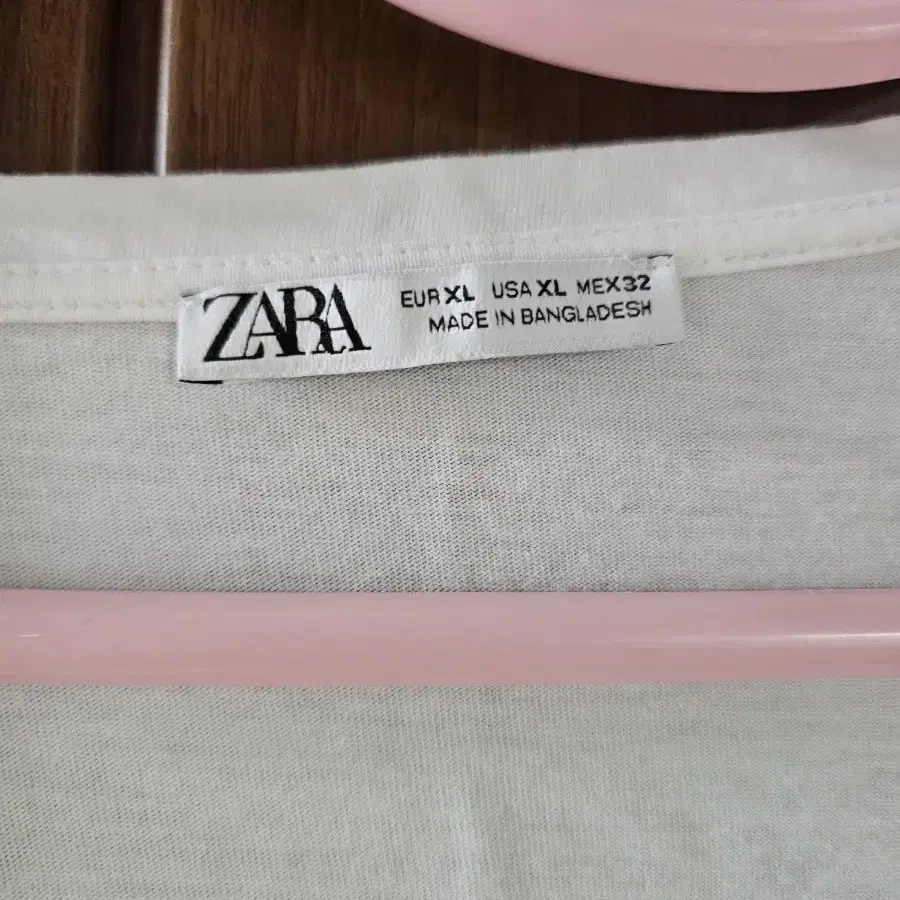 ZARA
EUR XL USA XL MEX 32
MADE IN BANGLADESH